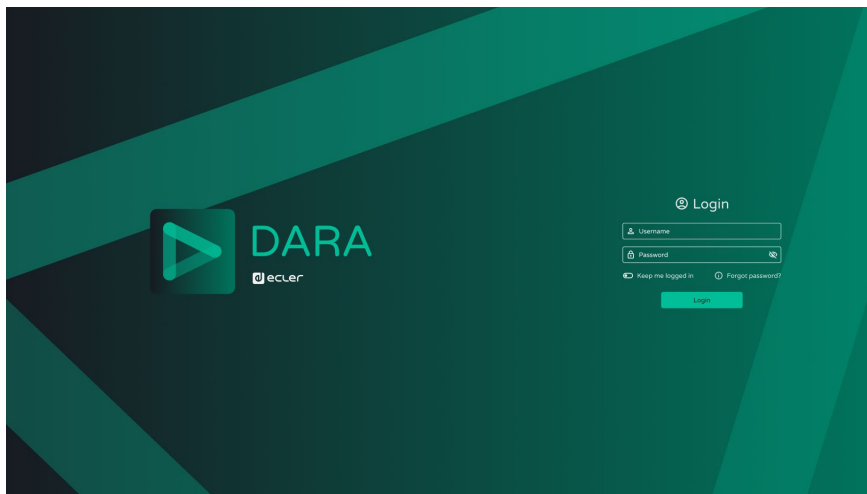 DARA
ecler
Login
Username
Password
Keep me logged in
Forgot password?
Login